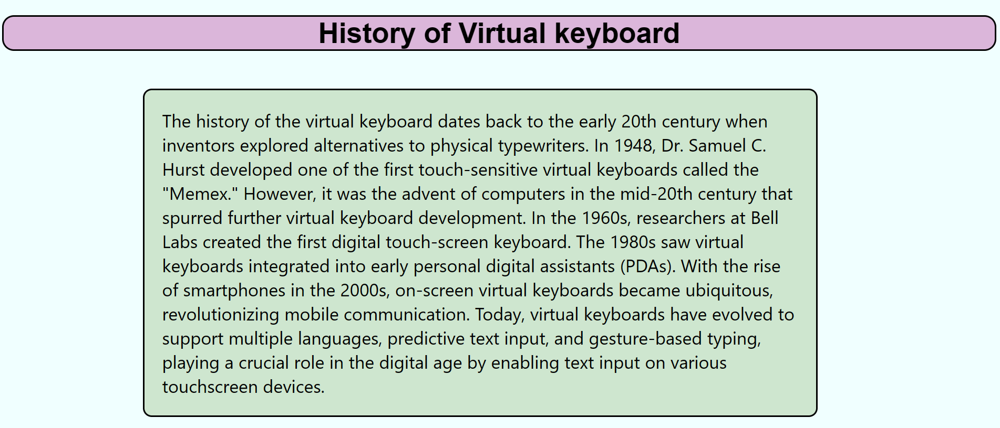 History of Virtual keyboard
The history of the virtual keyboard dates back to the early 20th century when
inventors explored alternatives to physical typewriters. In 1948, Dr. Samuel C.
Hurst developed one of the first touch-sensitive virtual keyboards called the
"Memex." However, it was the advent of computers in the mid-20th century that
spurred further virtual keyboard development. In the 1960s, researchers at Bell
Labs created the first digital touch-screen keyboard. The 1980s saw virtual
keyboards integrated into early personal digital assistants (PDAs). With the rise
of smartphones in the 2000s, on-screen virtual keyboards became ubiquitous,
revolutionizing mobile communication. Today, virtual keyboards have evolved to
support multiple languages, predictive text input, and gesture-based typing,
playing a crucial role in the digital age by enabling text input on various
touchscreen devices.